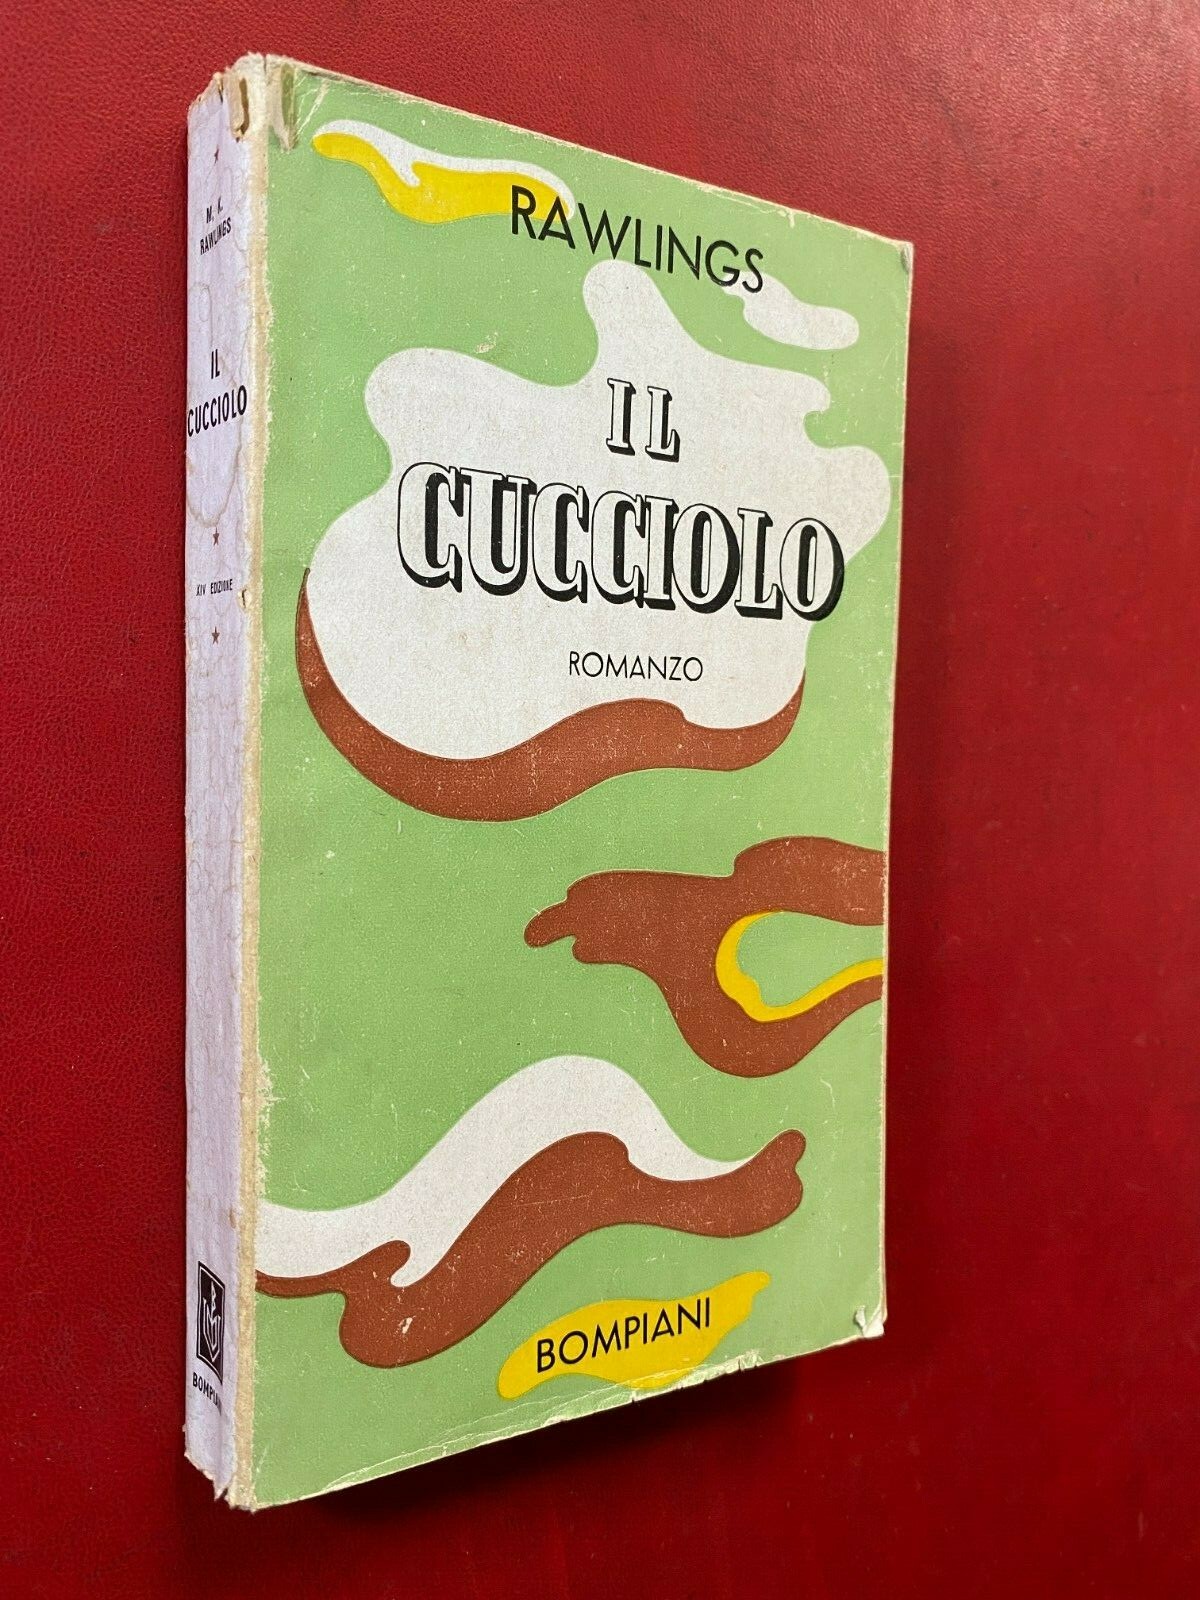 M. K.
RAWLINGS
IL
CUCCIOLO
XIV EDIZIONE
BOMPIANI
RAWLINGS
IL
CUCCIOLO
ROMANZO
BOMPIANI